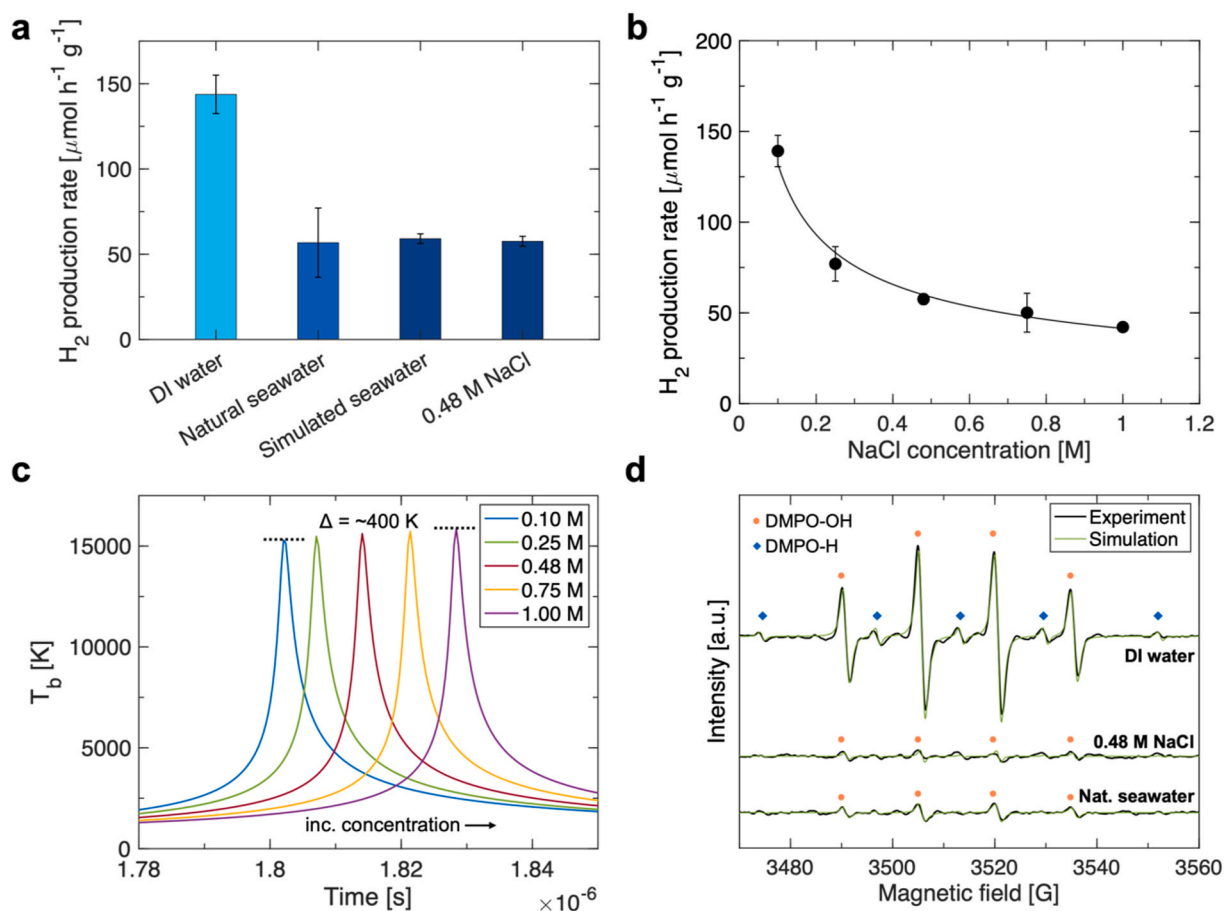 a
H2 production rate [μmol h-1 g-1]
150
100
50
0
DI water
Natural seawater
Simulated seawater
0.48 M NaCl
b
H2 production rate [μmol h-1 g-1]
200
150
100
50
0
0
0.2
0.4
0.6
0.8
1
1.2
NaCl concentration [M]
c
Tb [K]
15000
10000
5000
0
Δ = ~400 K
0.10 M
0.25 M
0.48 M
0.75 M
1.00 M
inc. concentration
1.78
1.8
1.82
1.84
Time [s]
×10-6
d
Intensity [a.u.]
DMPO-OH
DMPO-H
Experiment
Simulation
DI water
0.48 M NaCl
Nat. seawater
3480
3500
3520
3540
3560
Magnetic field [G]